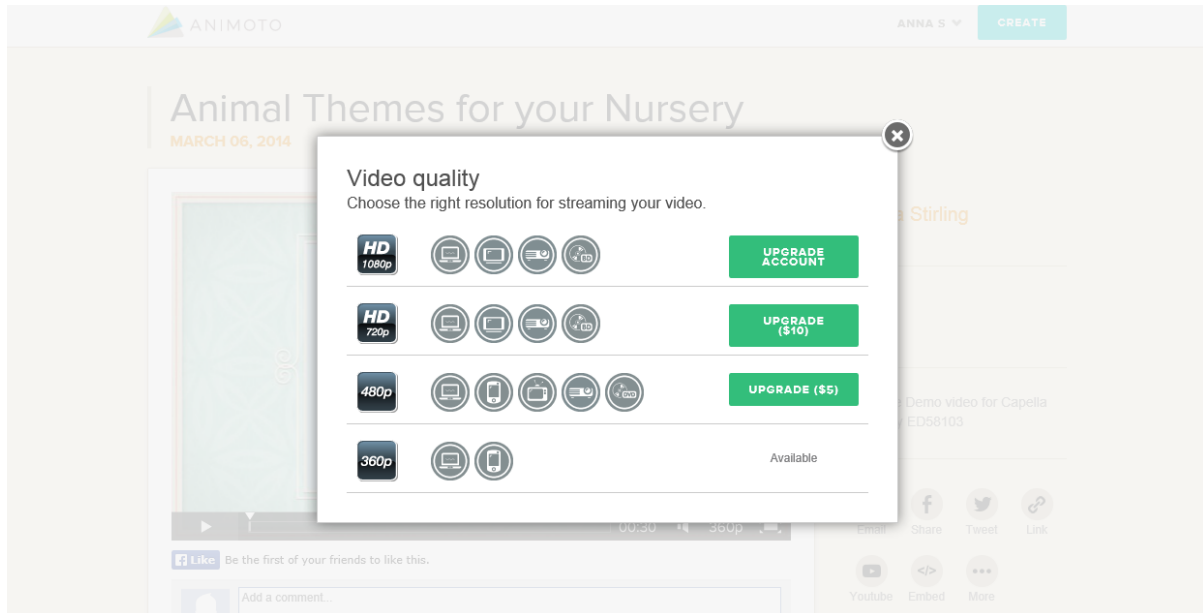 ANIMOTO
ANNA S
CREATE
Animal Themes for your Nursery
MARCH 06, 2014
Video quality
Choose the right resolution for streaming your video.
HD
1080p
BD
UPGRADE
ACCOUNT
HD
720p
BD
UPGRADE
($10)
480p
DVD
UPGRADE ($5)
360p
Available
Stirling
Demo video for Capella
ED58103
00:30
360p
Email
Share
Tweet
Link
Like
Be the first of your friends to like this.
Add a comment...
Youtube
Embed
More